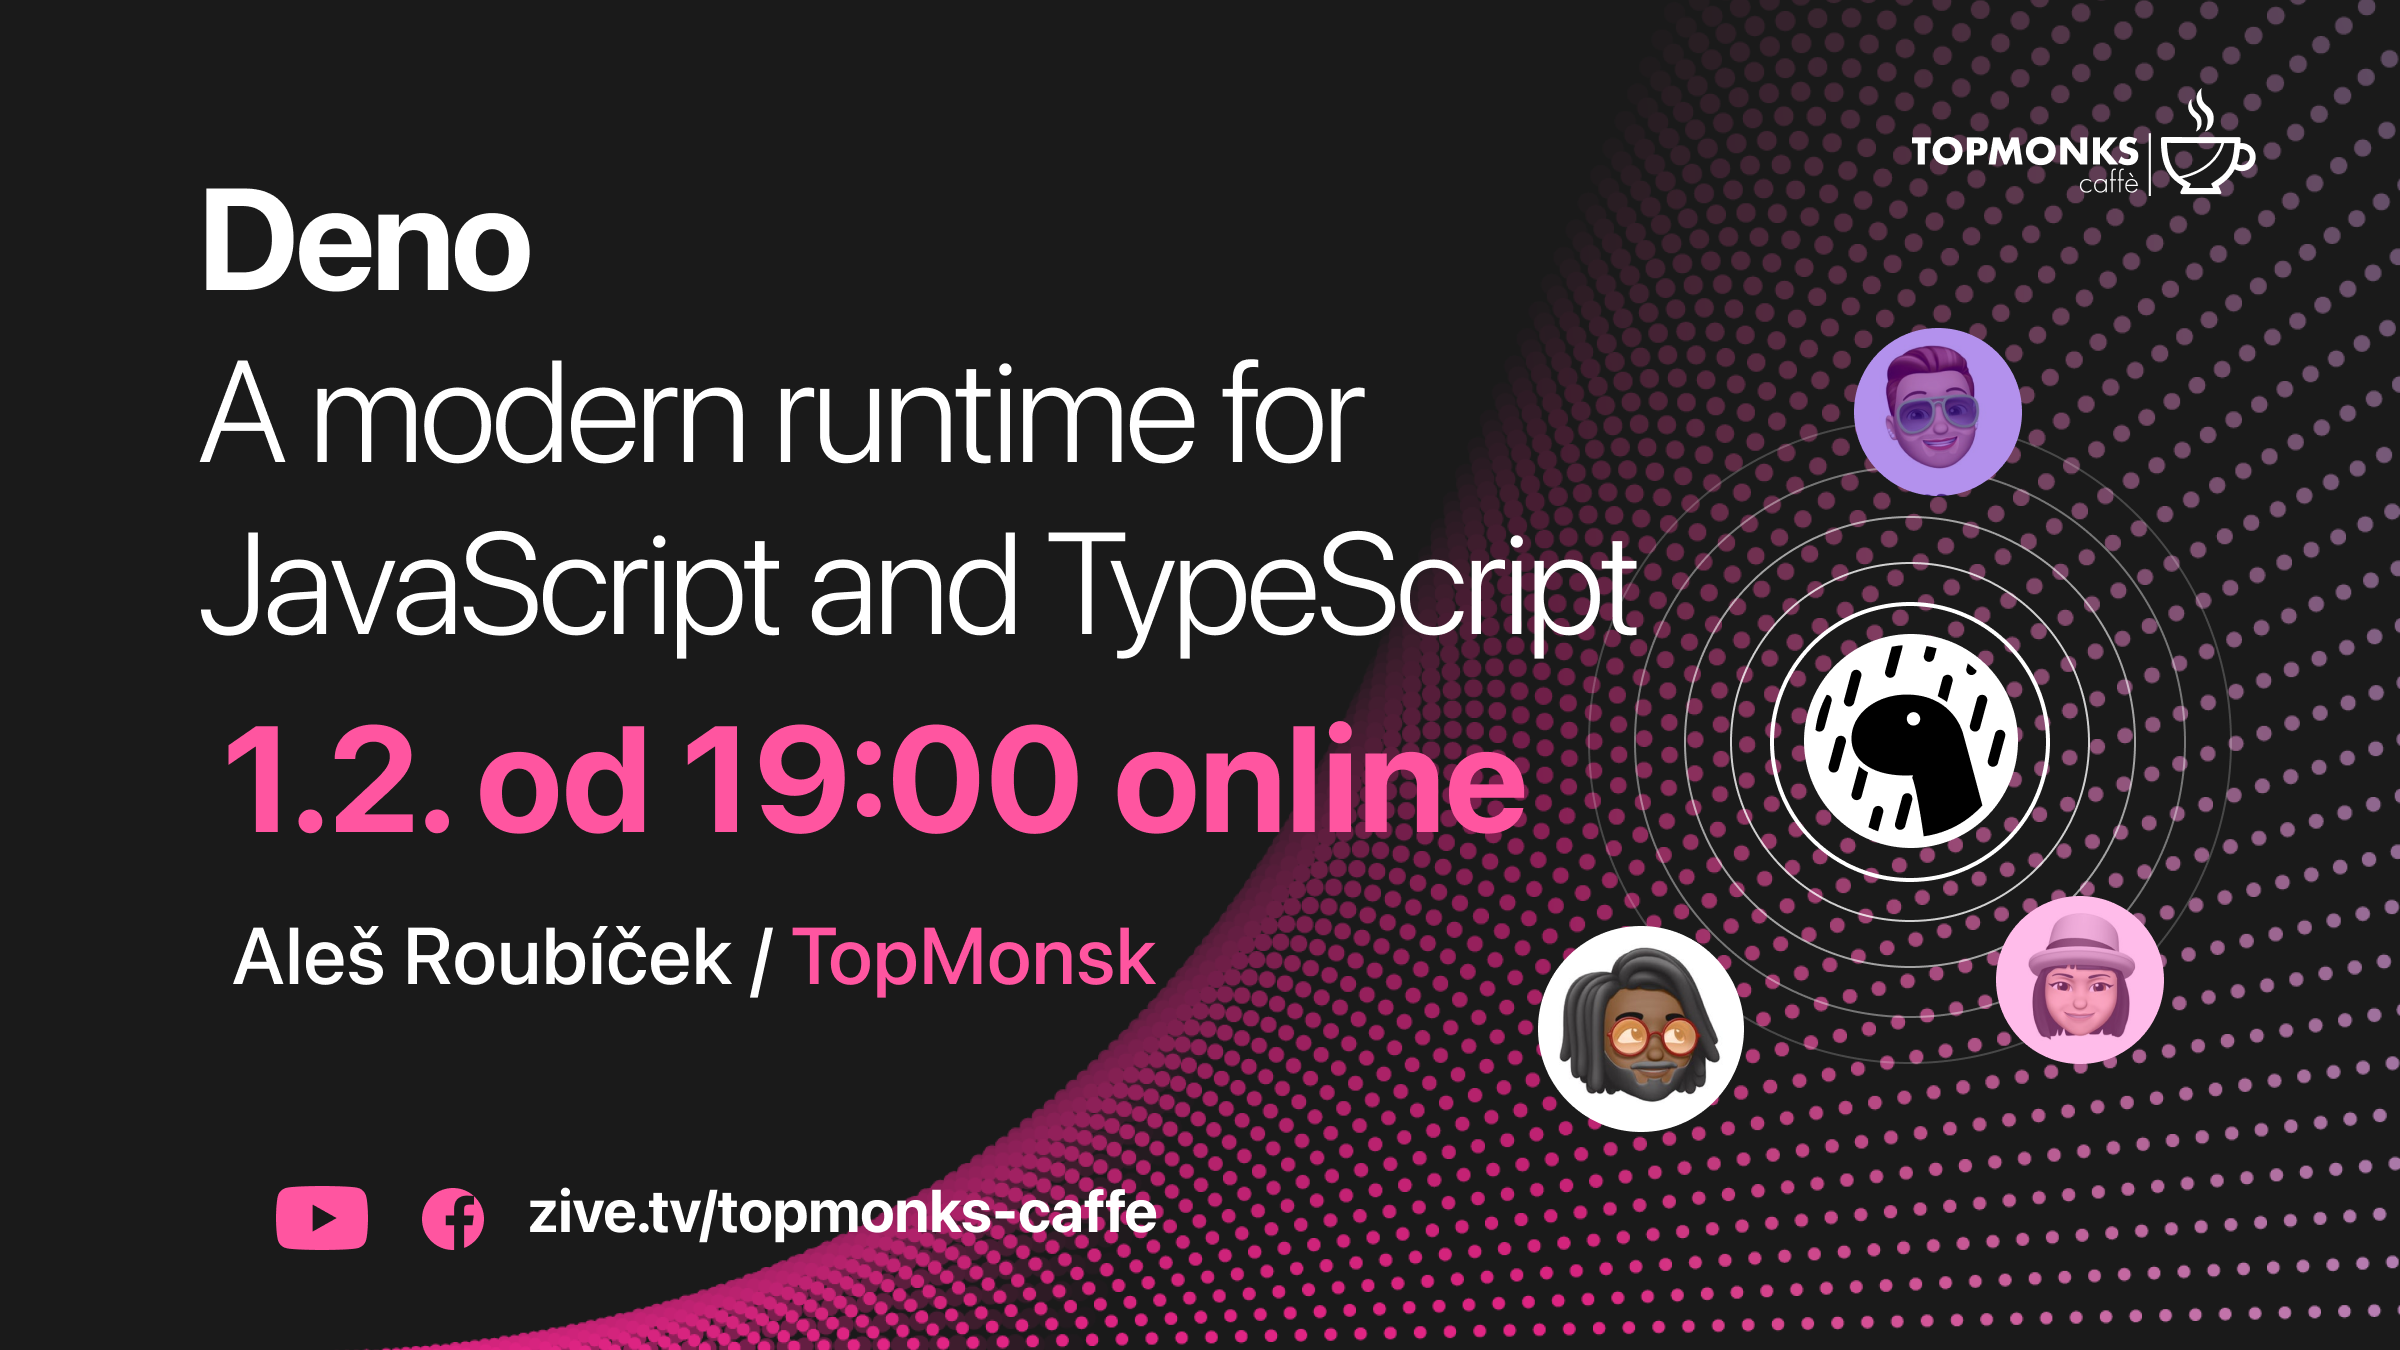 TOPMONKS
caffè
Deno
A modern runtime for
JavaScript and TypeScript
1.2. od 19:00 online
Aleš Roubíček / TopMonsk
zive.tv/topmonks-caffe